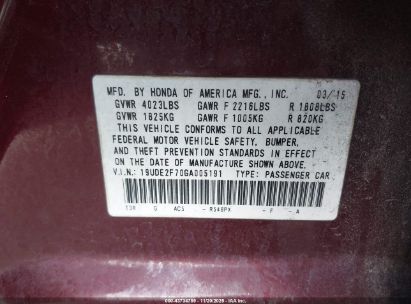 MFD. BY HONDA OF AMERICA MFG., INC. 03/15
GVWR 4023LBS GAWR F 2216LBS R 1808LBS
GVWR 1825KG GAWR F 1005KG R 820KG
THIS VEHICLE CONFORMS TO ALL APPLICABLE
FEDERAL MOTOR VEHICLE SAFETY, BUMPER,
AND THEFT PREVENTION STANDARDS IN EFFECT
ON THE DATE OF MANUFACTURE SHOWN ABOVE.
V.I.N.: 19UDE2F70GA005191 TYPE: PASSENGER CAR
G AC5 R548PX F A